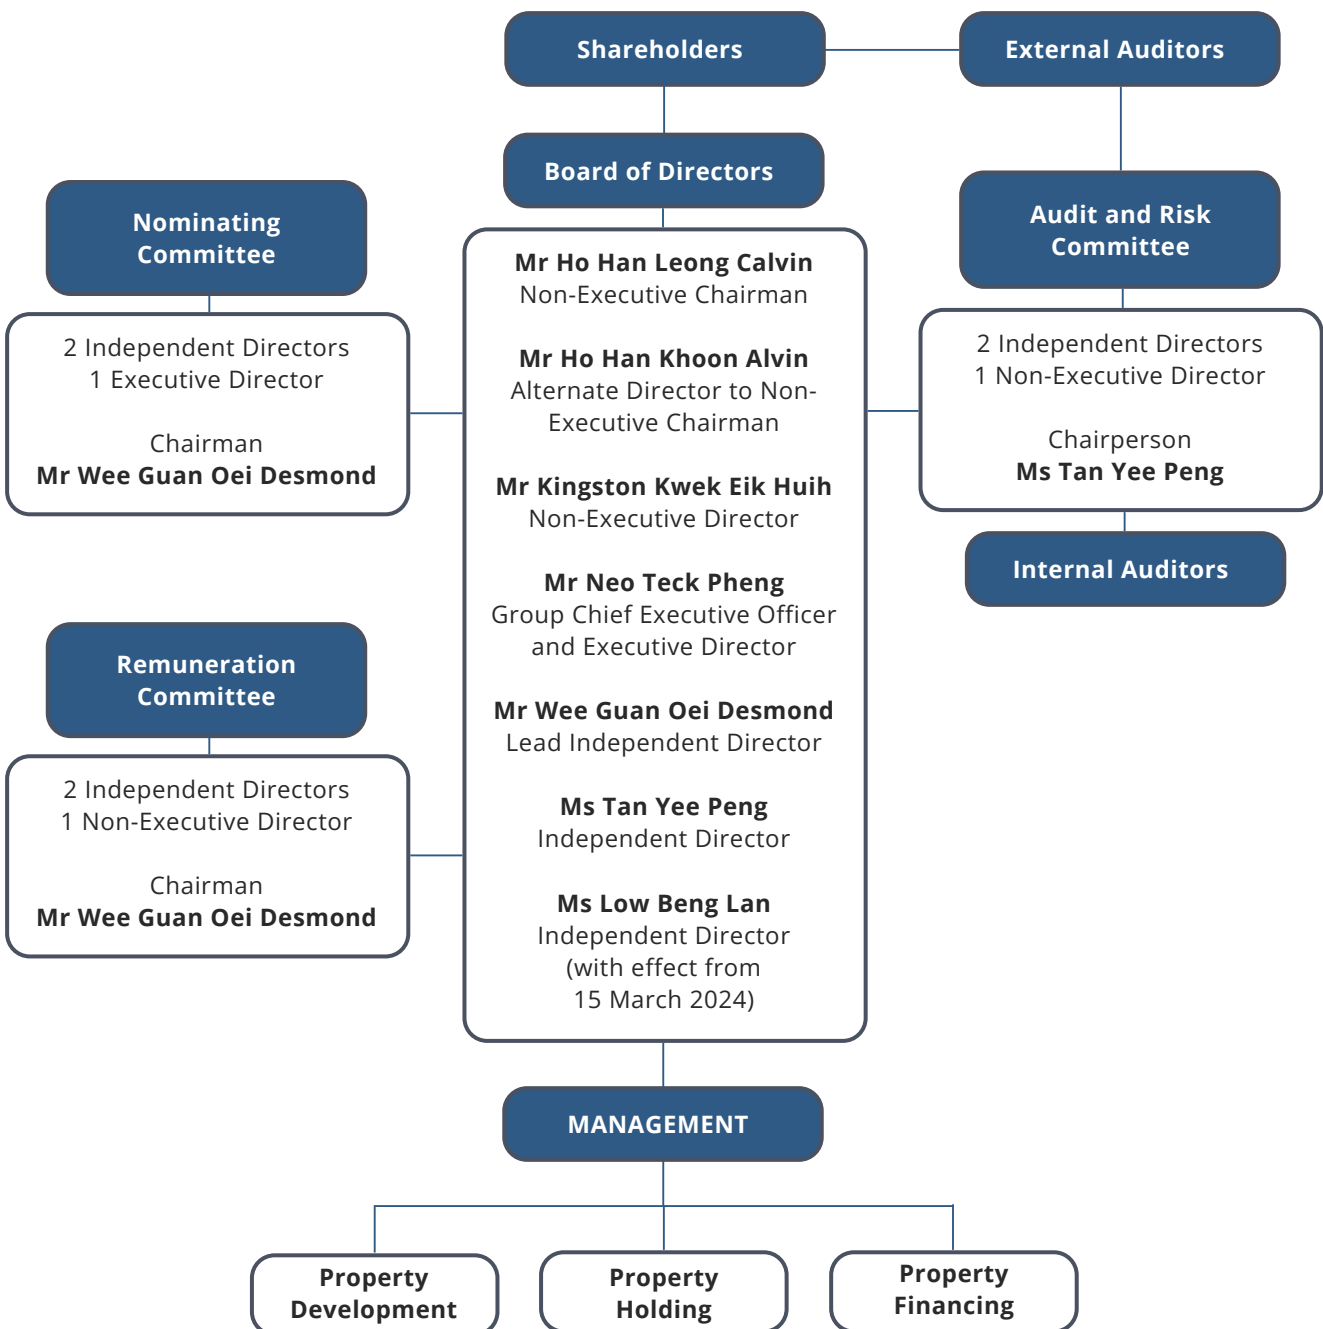 Shareholders
External Auditors
Board of Directors
Nominating
Committee
2 Independent Directors
1 Executive Director
Chairman
Mr Wee Guan Oei Desmond
Remuneration
Committee
2 Independent Directors
1 Non-Executive Director
Chairman
Mr Wee Guan Oei Desmond
Mr Ho Han Leong Calvin
Non-Executive Chairman
Mr Ho Han Khoon Alvin
Alternate Director to Non-
Executive Chairman
Mr Kingston Kwek Eik Huih
Non-Executive Director
Mr Neo Teck Pheng
Group Chief Executive Officer
and Executive Director
Mr Wee Guan Oei Desmond
Lead Independent Director
Ms Tan Yee Peng
Independent Director
Ms Low Beng Lan
Independent Director
(with effect from
15 March 2024)
Audit and Risk
Committee
2 Independent Directors
1 Non-Executive Director
Chairperson
Ms Tan Yee Peng
Internal Auditors
MANAGEMENT
Property
Development
Property
Holding
Property
Financing